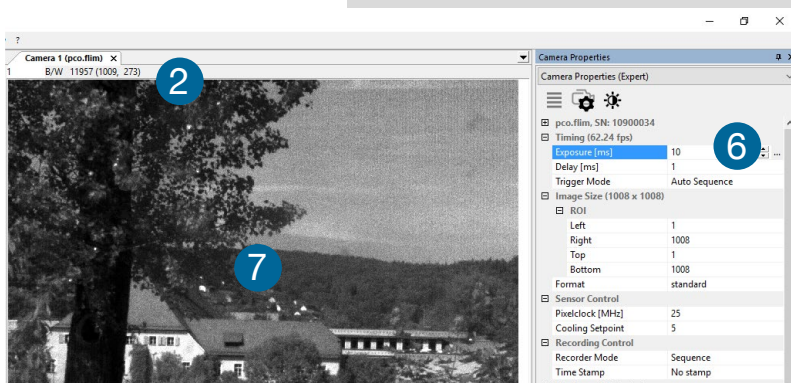 ?
Camera 1 (pco.flim) X
1 B/W 11957 (1009, 273)
2
7
Camera Properties
Camera Properties (Expert)
pco.flim, SN: 10900034
Timing (62.24 fps)
Exposure [ms] 10 ...
6
Delay [ms] 1
Trigger Mode Auto Sequence
Image Size (1008 x 1008)
ROI
Left 1
Right 1008
Top 1
Bottom 1008
Format standard
Sensor Control
Pixelclock [MHz] 25
Cooling Setpoint 5
Recording Control
Recorder Mode Sequence
Time Stamp No stamp